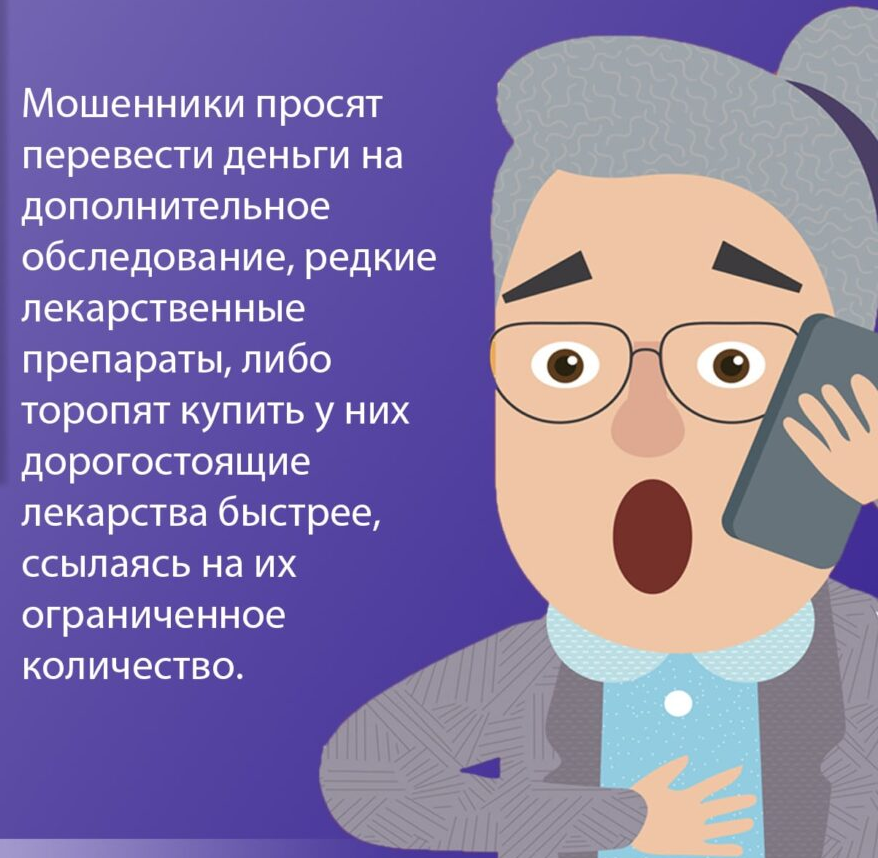 Мошенники просят
перевести деньги на
дополнительное
обследование, редкие
лекарственные
препараты, либо
торопят купить у них
дорогостоящие
лекарства быстрее,
ссылаясь на их
ограниченное
количество.